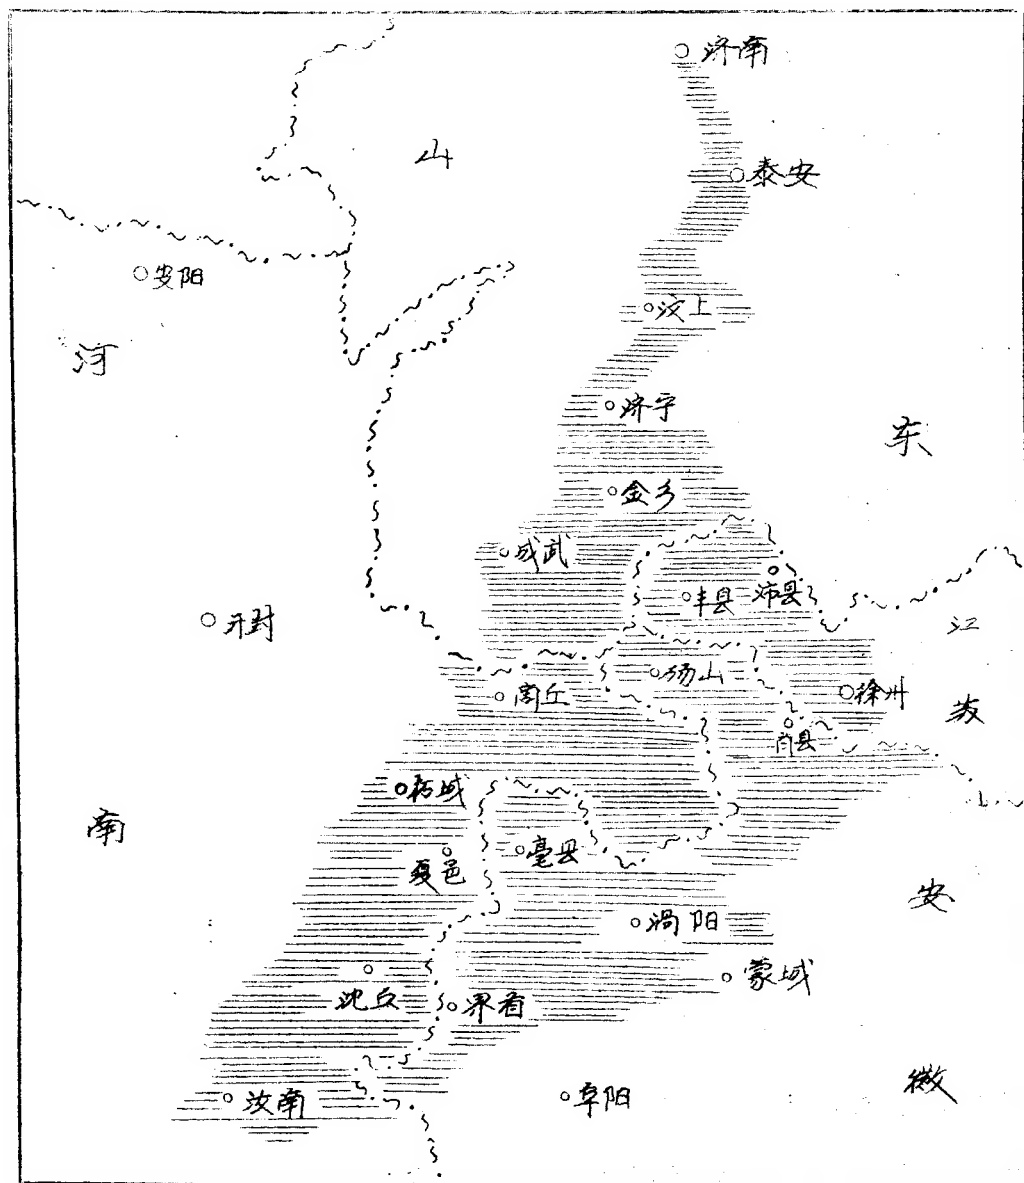 济南
山
泰安
安阳
汶上
河
济宁
东
金乡
成武
丰县
沛县
开封
江
砀山
徐州
商丘
苏
肖县
柘城
南
亳县
夏邑
安
涡阳
蒙城
沈丘
界首
徽
汝南
阜阳